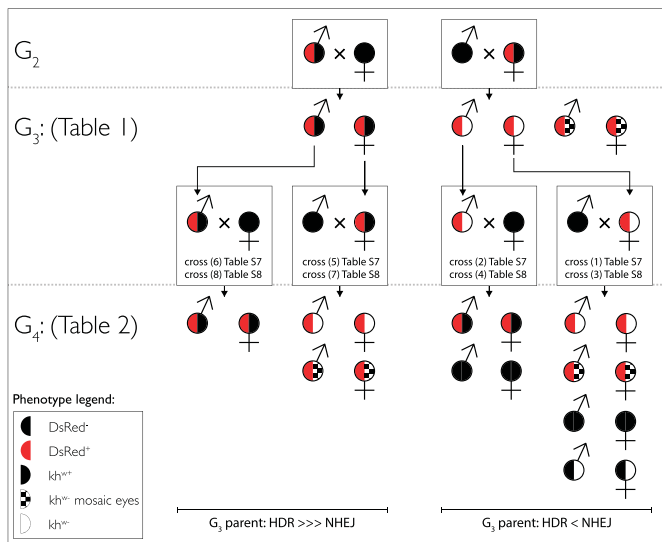 G2
G3: (Table 1)
cross (6) Table S7
cross (8) Table S8
cross (5) Table S7
cross (7) Table S8
cross (2) Table S7
cross (4) Table S8
cross (1) Table S7
cross (3) Table S8
G4: (Table 2)
Phenotype legend:
DsRed-
DsRed+
khw+
khw- mosaic eyes
khw-
G3 parent: HDR >>> NHEJ
G3 parent: HDR < NHEJ